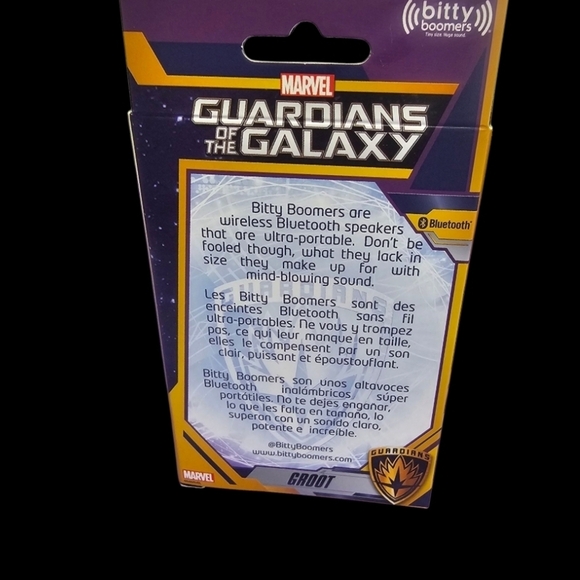 bitty
boomers
Tiny size. Huge sound.
MARVEL
GUARDIANS
OF THE GALAXY
Bluetooth
Bitty Boomers are
wireless Bluetooth speakers
that are ultra-portable. Don't be
fooled though, what they lack in
size they make up for with
mind-blowing sound.
Les Bitty Boomers sont des
enceintes Bluetooth sans fil
ultra-portables. Ne vous y trompez
pas, ce qui leur manque en taille,
elles le compensent par un son
clair, puissant et époustouflant.
Bitty Boomers son unos altavoces
Bluetooth inalámbricos súper
portátiles. No te dejes engañar,
lo que les falta en tamaño, lo
superan con un sonido claro,
potente e increíble.
@BittyBoomers
www.bittyboomers.com
GUARDIANS
MARVEL
GROOT